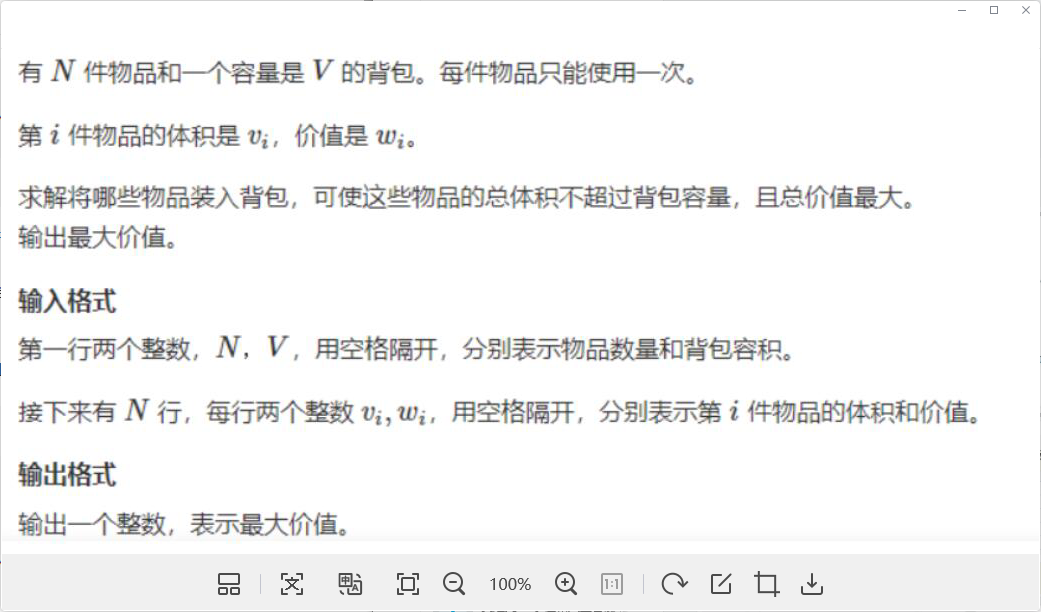 有 N 件物品和一个容量是 V 的背包。每件物品只能使用一次。
第 i 件物品的体积是 vi，价值是 wi。
求解将哪些物品装入背包，可使这些物品的总体积不超过背包容量，且总价值最大。
输出最大价值。
输入格式
第一行两个整数，N，V，用空格隔开，分别表示物品数量和背包容积。
接下来有 N 行，每行两个整数 vi,wi，用空格隔开，分别表示第 i 件物品的体积和价值。
输出格式
输出一个整数，表示最大价值。
100%
1:1